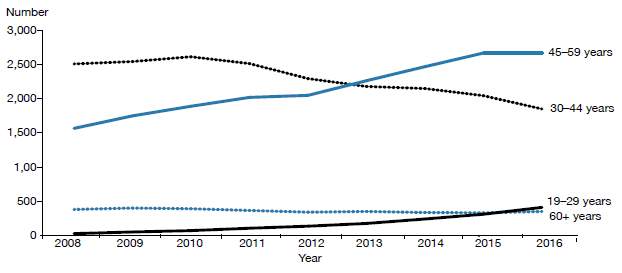 Number
3,000
2,500
2,000
1,500
1,00
500
0
45–59 years
30–44 years
19–29 years
60+ years
2008 2009 2010 2011 2012 2013 2014 2015 2016
Year